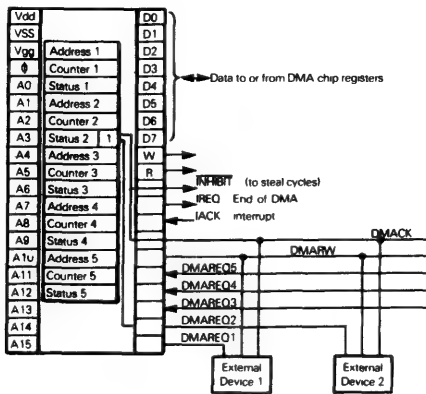 Vdd
VSS
Vgg
ϕ
A0
A1
A2
A3
A4
A5
A6
A7
A8
A9
A10
A11
A12
A13
A14
A15
Address 1
Counter 1
Status 1
Address 2
Counter 2
Status 2 1
Address 3
Counter 3
Status 3
Address 4
Counter 4
Status 4
Address 5
Counter 5
Status 5
D0
D1
D2
D3
D4
D5
D6
D7
W
R
Data to or from DMA chip registers
INHIBIT (to steal cycles)
IREQ End of DMA
IACK interrupt
DMACK
DMARW
DMAREQ5
DMAREQ4
DMAREQ3
DMAREQ2
DMAREQ1
External
Device 1
External
Device 2